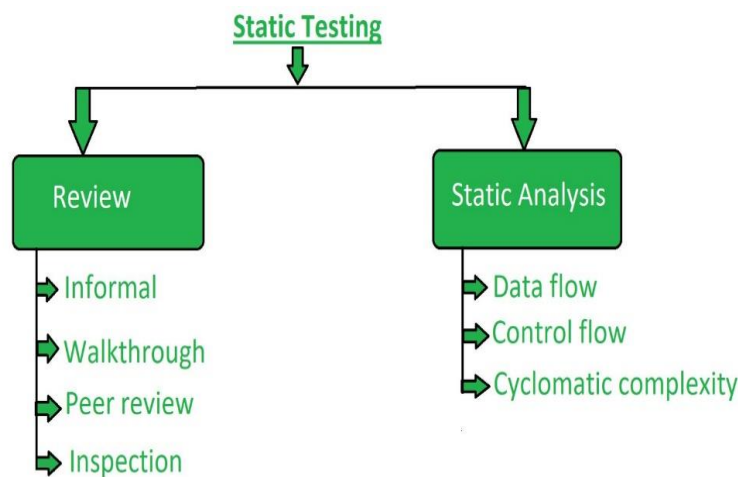 Static Testing
Review
Informal
Walkthrough
Peer review
Inspection
Static Analysis
Data flow
Control flow
Cyclomatic complexity